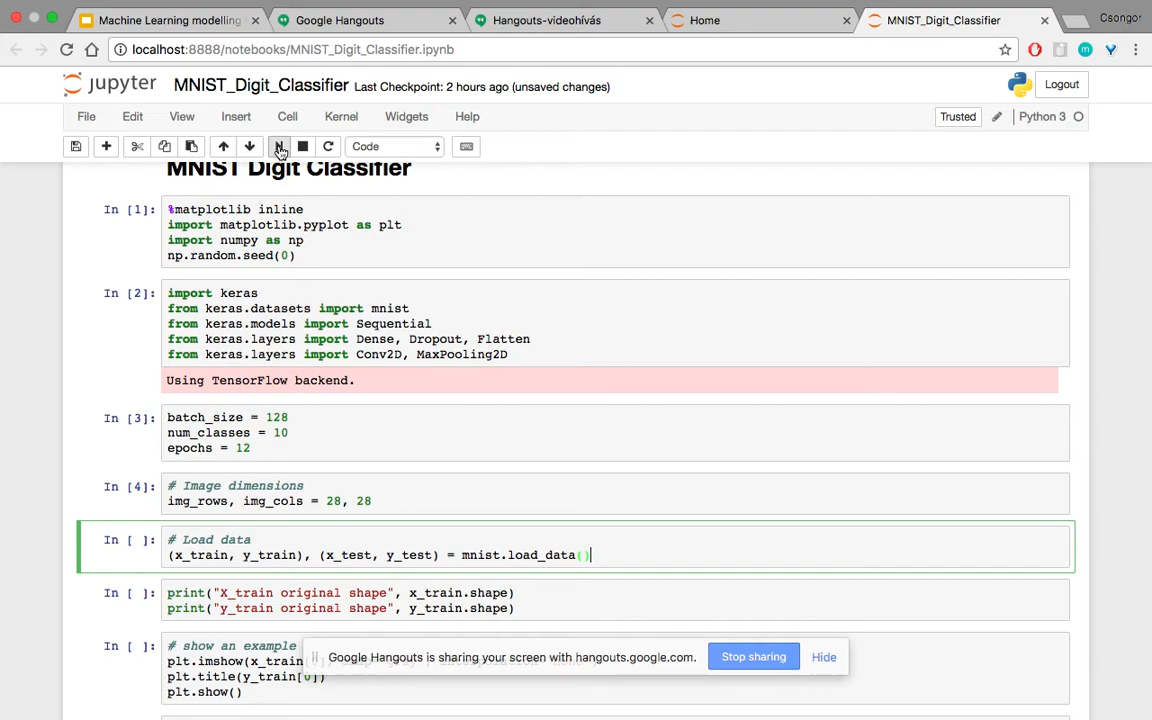 Machine Learning modelling
Google Hangouts
Hangouts-videohívás
Home
MNIST_Digit_Classifier
Csongor
localhost:8888/notebooks/MNIST_Digit_Classifier.ipynb
jupyter MNIST_Digit_Classifier Last Checkpoint: 2 hours ago (unsaved changes)
Logout
File Edit View Insert Cell Kernel Widgets Help
Trusted Python 3
Code
MNIST Digit Classifier
In [1]: %matplotlib inline
import matplotlib.pyplot as plt
import numpy as np
np.random.seed(0)
In [2]: import keras
from keras.datasets import mnist
from keras.models import Sequential
from keras.layers import Dense, Dropout, Flatten
from keras.layers import Conv2D, MaxPooling2D
Using TensorFlow backend.
In [3]: batch_size = 128
num_classes = 10
epochs = 12
In [4]: # Image dimensions
img_rows, img_cols = 28, 28
In [ ]: # Load data
(x_train, y_train), (x_test, y_test) = mnist.load_data()
In [ ]: print("X_train original shape", x_train.shape)
print("y_train original shape", y_train.shape)
In [ ]: # show an example
plt.imshow(x_train
plt.title(y_train[0])
plt.show()
Google Hangouts is sharing your screen with hangouts.google.com.
Stop sharing
Hide